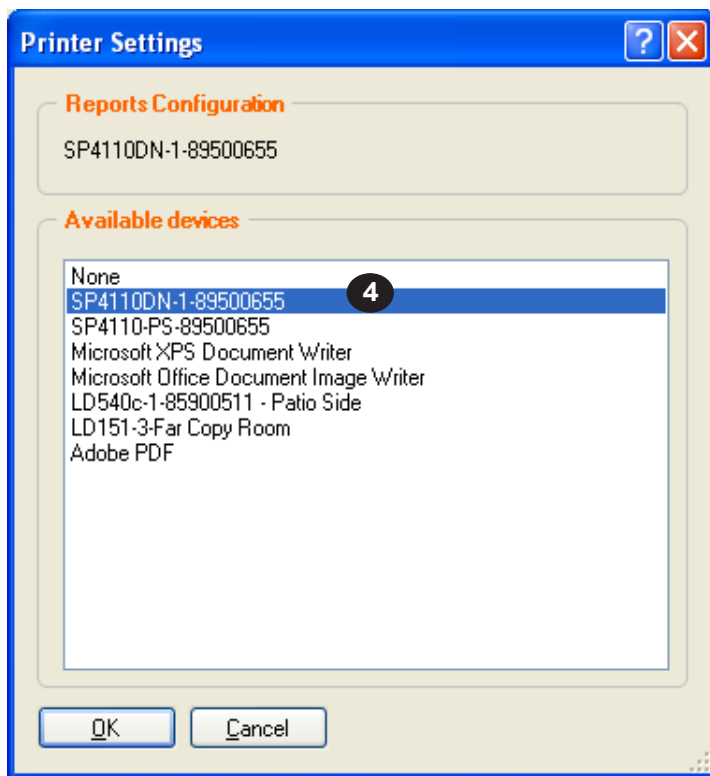 Printer Settings
?
Reports Configuration
SP4110DN-1-89500655
Available devices
None
SP4110DN-1-89500655
4
SP4110-PS-89500655
Microsoft XPS Document Writer
Microsoft Office Document Image Writer
LD540c-1-85900511 - Patio Side
LD151-3-Far Copy Room
Adobe PDF
OK
Cancel